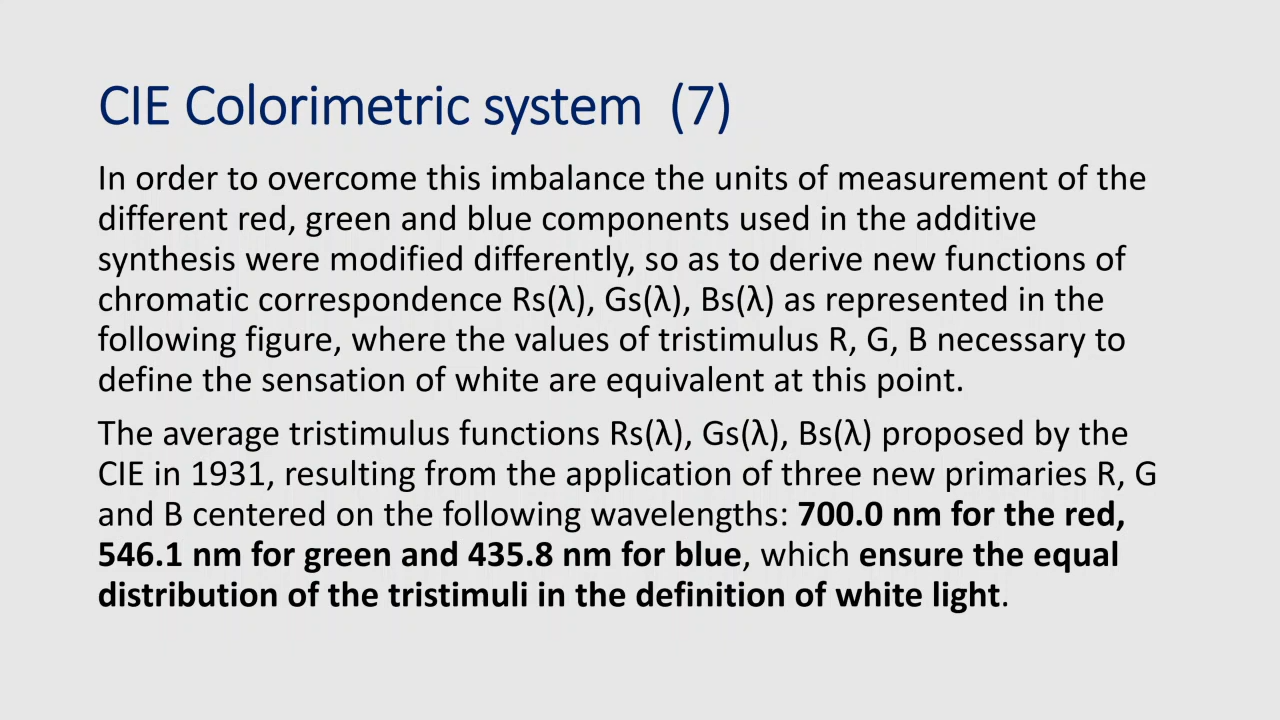 CIE Colorimetric system (7)
In order to overcome this imbalance the units of measurement of the
different red, green and blue components used in the additive
synthesis were modified differently, so as to derive new functions of
chromatic correspondence Rs(λ), Gs(λ), Bs(λ) as represented in the
following figure, where the values of tristimulus R, G, B necessary to
define the sensation of white are equivalent at this point.
The average tristimulus functions Rs(λ), Gs(λ), Bs(λ) proposed by the
CIE in 1931, resulting from the application of three new primaries R, G
and B centered on the following wavelengths: 700.0 nm for the red,
546.1 nm for green and 435.8 nm for blue, which ensure the equal
distribution of the tristimuli in the definition of white light.